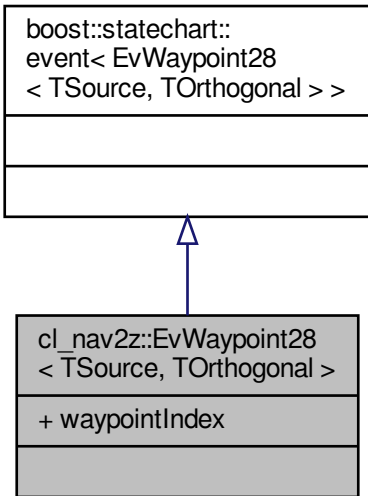 boost::statechart::
event< EvWaypoint28
< TSource, TOrthogonal > >
cl_nav2z::EvWaypoint28
< TSource, TOrthogonal >
+ waypointIndex